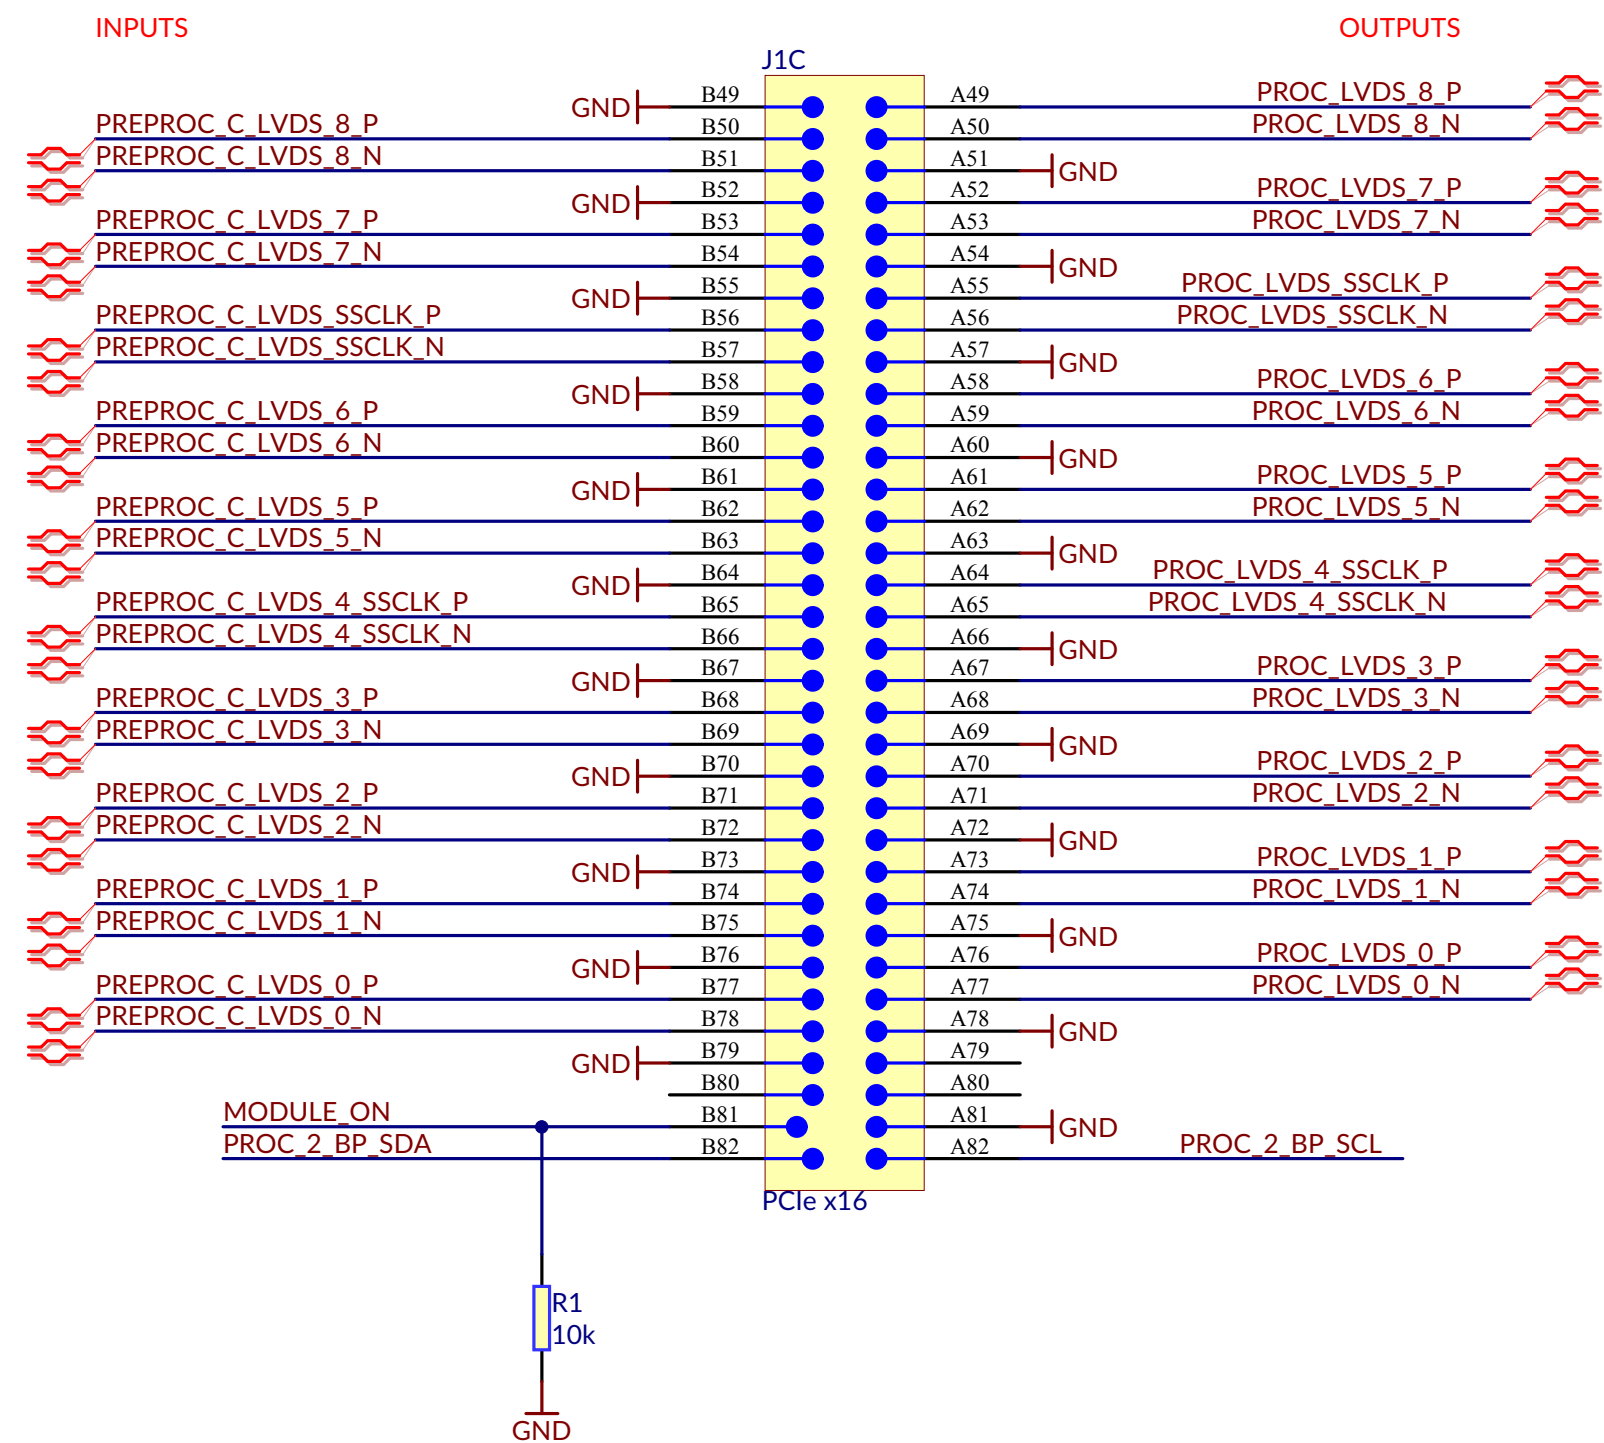 INPUTS OUTPUTS
J1C
GND B49 A49 PROC_LVDS_8_P
PREPROC_C_LVDS_8_P B50 A50 PROC_LVDS_8_N
PREPROC_C_LVDS_8_N B51 A51 GND
GND B52 A52 PROC_LVDS_7_P
PREPROC_C_LVDS_7_P B53 A53 PROC_LVDS_7_N
PREPROC_C_LVDS_7_N B54 A54 GND
GND B55 A55 PROC_LVDS_SSCLK_P
PREPROC_C_LVDS_SSCLK_P B56 A56 PROC_LVDS_SSCLK_N
PREPROC_C_LVDS_SSCLK_N B57 A57 GND
GND B58 A58 PROC_LVDS_6_P
PREPROC_C_LVDS_6_P B59 A59 PROC_LVDS_6_N
PREPROC_C_LVDS_6_N B60 A60 GND
GND B61 A61 PROC_LVDS_5_P
PREPROC_C_LVDS_5_P B62 A62 PROC_LVDS_5_N
PREPROC_C_LVDS_5_N B63 A63 GND
GND B64 A64 PROC_LVDS_4_SSCLK_P
PREPROC_C_LVDS_4_SSCLK_P B65 A65 PROC_LVDS_4_SSCLK_N
PREPROC_C_LVDS_4_SSCLK_N B66 A66 GND
GND B67 A67 PROC_LVDS_3_P
PREPROC_C_LVDS_3_P B68 A68 PROC_LVDS_3_N
PREPROC_C_LVDS_3_N B69 A69 GND
GND B70 A70 PROC_LVDS_2_P
PREPROC_C_LVDS_2_P B71 A71 PROC_LVDS_2_N
PREPROC_C_LVDS_2_N B72 A72 GND
GND B73 A73 PROC_LVDS_1_P
PREPROC_C_LVDS_1_P B74 A74 PROC_LVDS_1_N
PREPROC_C_LVDS_1_N B75 A75 GND
GND B76 A76 PROC_LVDS_0_P
PREPROC_C_LVDS_0_P B77 A77 PROC_LVDS_0_N
PREPROC_C_LVDS_0_N B78 A78 GND
GND B79 A79
B80 A80
MODULE_ON B81 A81 GND
PROC_2_BP_SDA B82 A82 PROC_2_BP_SCL
PCIe x16
R1
10k
GND